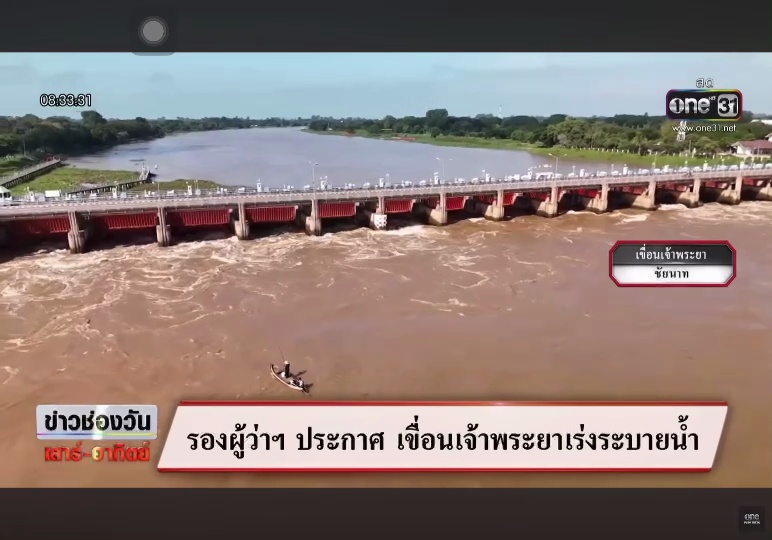 08:33:31
สด
one 31
www.one31.net
เขื่อนเจ้าพระยา
ชัยนาท
ข่าวช่องวัน
เสาร์-อาทิตย์
รองผู้ว่าฯ ประกาศ เขื่อนเจ้าพระยาเร่งระบายน้ำ
one
NEWS